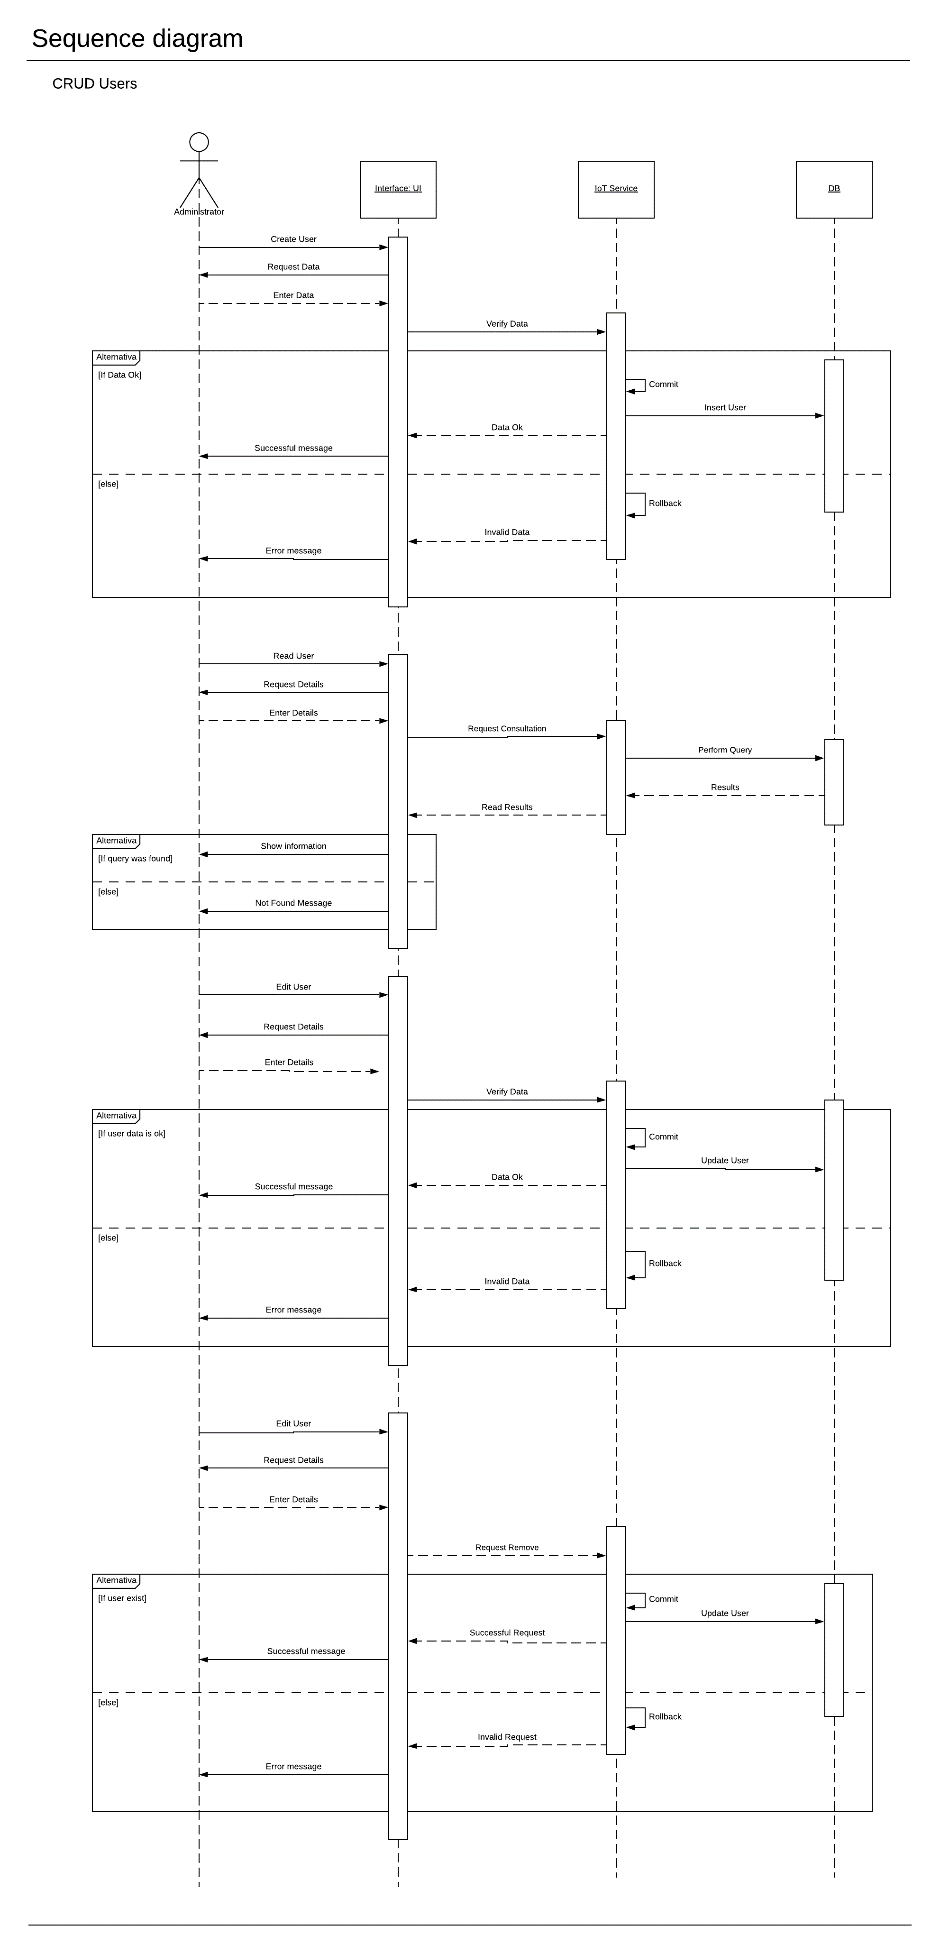 Sequence diagram
CRUD Users
Administrator
Interface: UI
IoT Service
DB
Create User
Request Data
Enter Data
Verify Data
Alternativa
[If Data Ok]
Commit
Insert User
Data Ok
Successful message
[else]
Rollback
Invalid Data
Error message
Read User
Request Details
Enter Details
Request Consultation
Perform Query
Results
Read Results
Alternativa
Show information
[If query was found]
[else]
Not Found Message
Edit User
Request Details
Enter Details
Verify Data
Alternativa
[If user data is ok]
Commit
Update User
Data Ok
Successful message
[else]
Rollback
Invalid Data
Error message
Edit User
Request Details
Enter Details
Request Remove
Alternativa
[If user exist]
Commit
Update User
Successful Request
Successful message
[else]
Rollback
Invalid Request
Error message